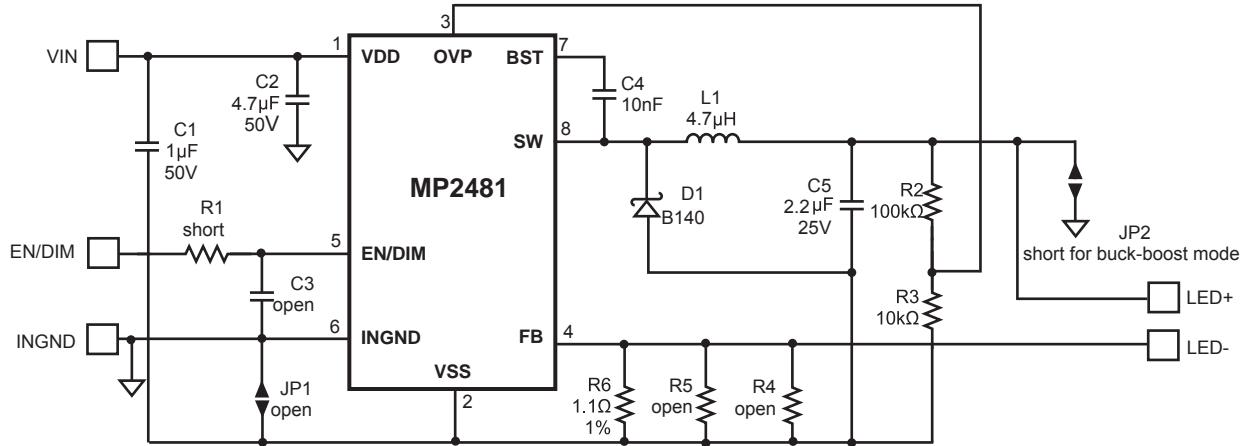 3
VIN
1
VDD
OVP
BST
7
C2
4.7µF
50V
C4
10nF
L1
4.7µH
C1
1µF
50V
SW
8
MP2481
D1
B140
C5
2.2µF
25V
R2
100kΩ
JP2
short for buck-boost mode
R1
short
EN/DIM
5
EN/DIM
C3
open
R3
10kΩ
LED+
INGND
6
INGND
FB
4
LED-
VSS
2
JP1
open
R6
1.1Ω
1%
R5
open
R4
open